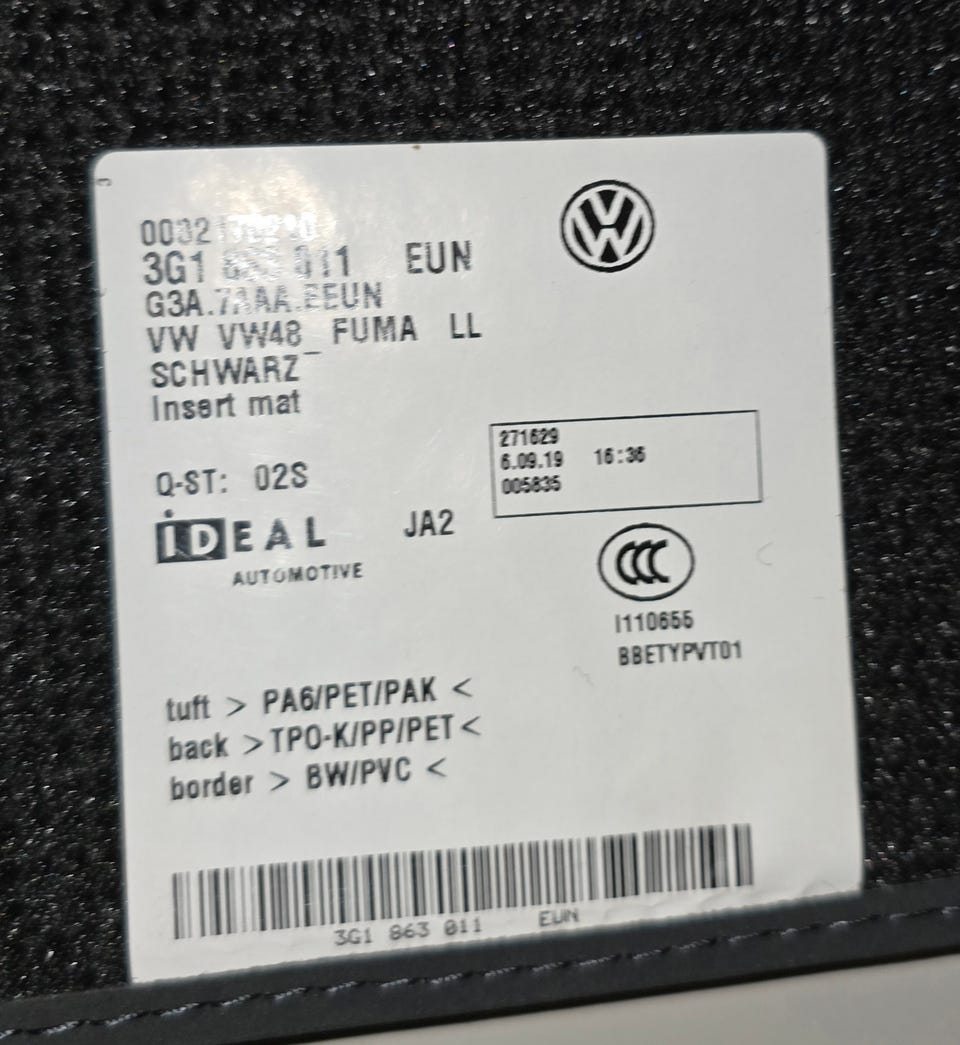 3G1 863 011 EUN
VW VW48_FUMA LL
SCHWARZ
Insert mat
271629
6.09.19 16:36
005835
Q-ST: 02S
iDEAL JA2
AUTOMOTIVE
CCC
I110655
BBETYPVT01
tuft > PA6/PET/PAK <
back >TPO-K/PP/PET<
border > BW/PVC <
3G1 863 011 EUN